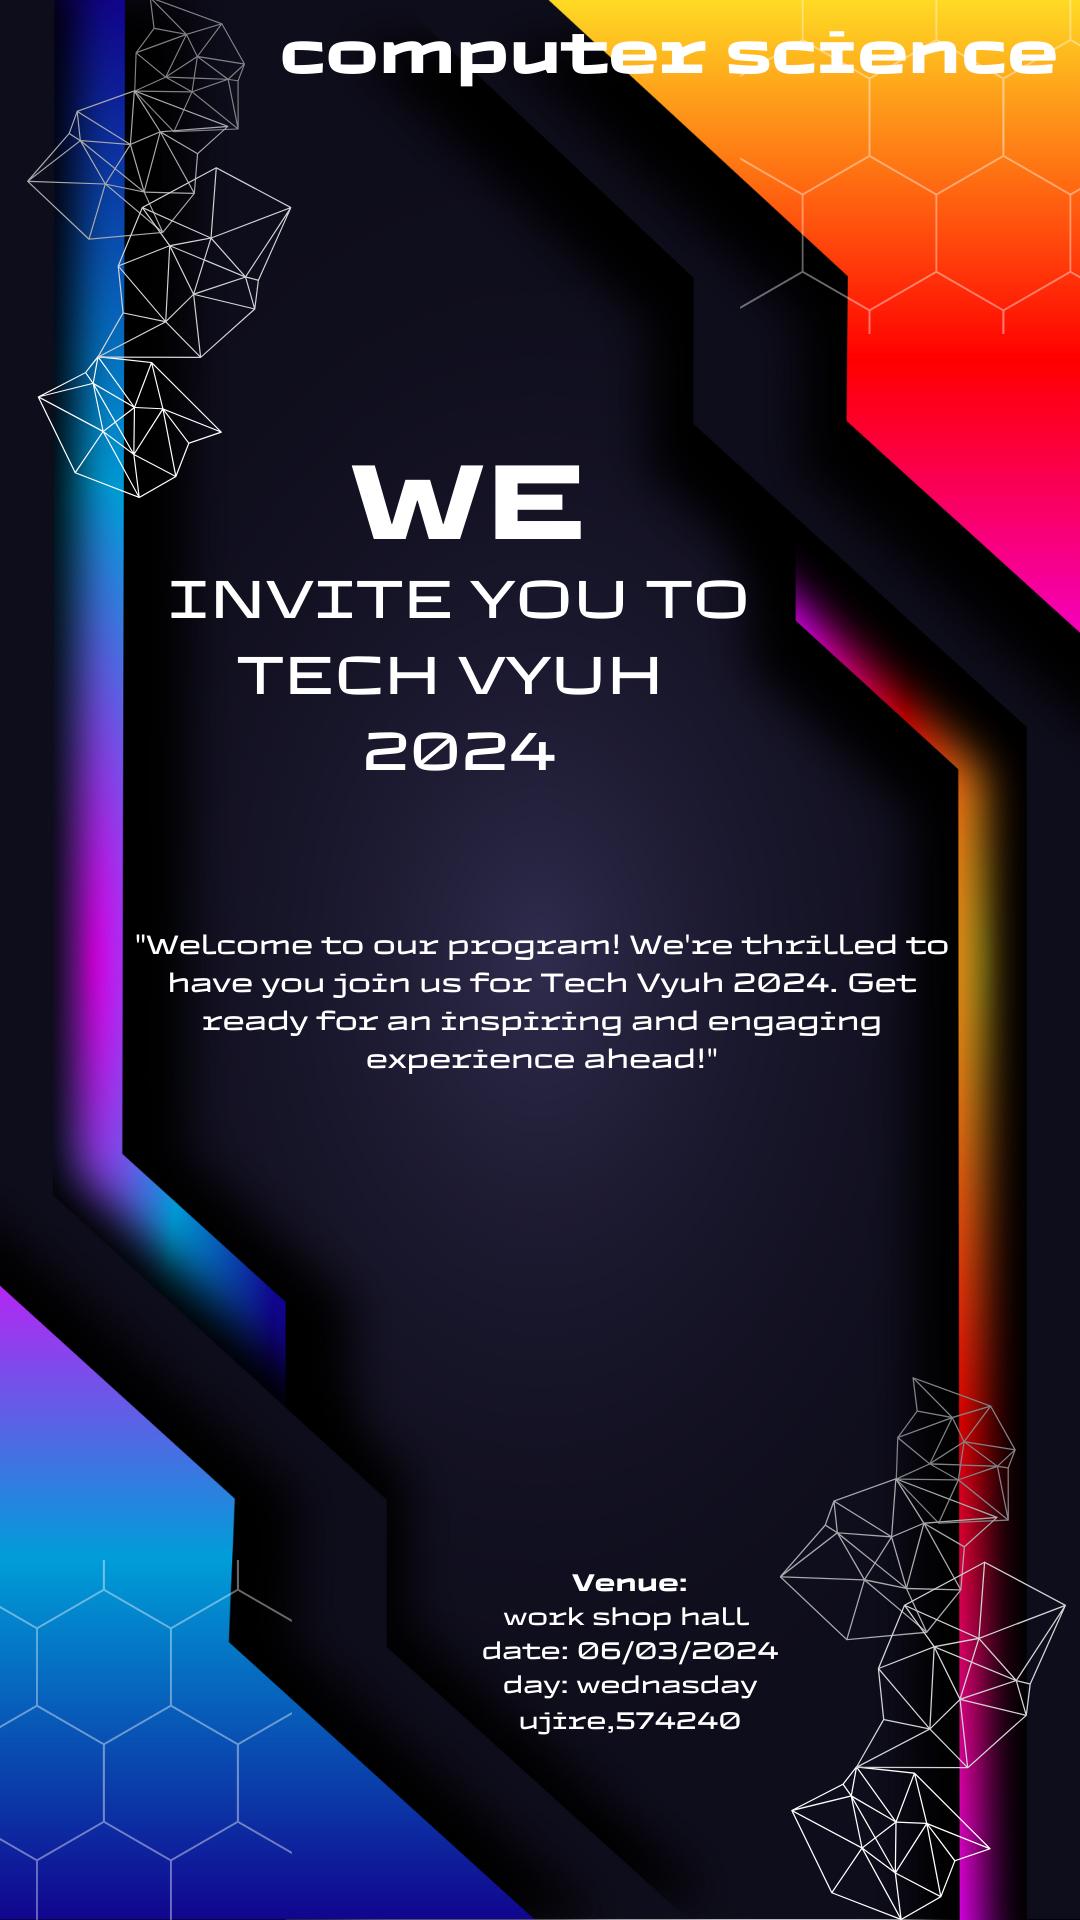 computer science
WE
INVITE YOU TO
TECH VYUH
2024
"Welcome to our program! We're thrilled to
have you join us for Tech Vyuh 2024. Get
ready for an inspiring and engaging
experience ahead!"
Venue:
work shop hall
date: 06/03/2024
day: wednasday
ujire,574240